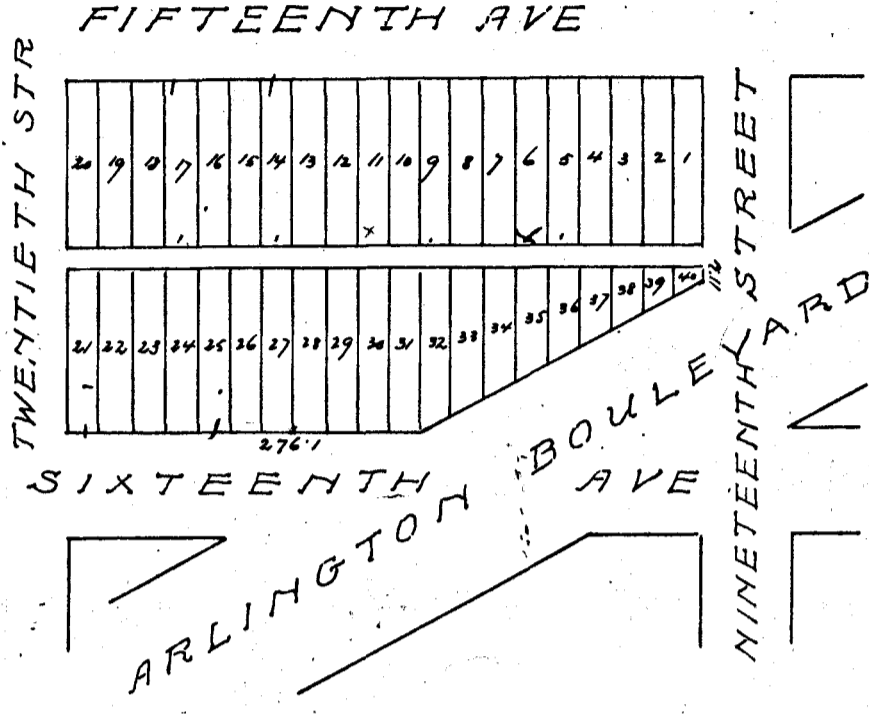 FIFTEENTH AVE
TWENTIETH STR
20 19 18 17 16 15 14 13 12 11 10 9 8 7 6 5 4 3 2 1
NINETEENTH STREET
21 22 23 24 25 26 27 28 29 30 31 32 33 34 35 36 37 38 39 40
11.2
276.1
SIXTEENTH AVE
ARLINGTON BOULEVARD